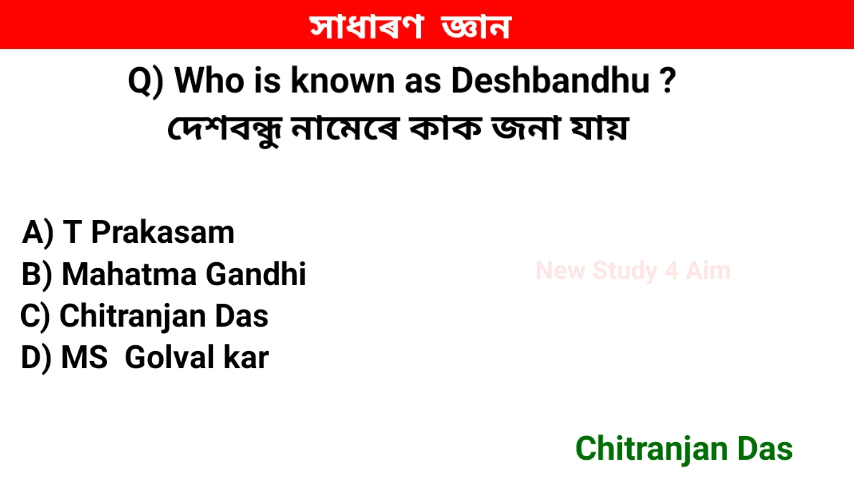 সাধাৰণ জ্ঞান
Q) Who is known as Deshbandhu ?
দেশবন্ধু নামেৰে কাক জনা যায়
A) T Prakasam
B) Mahatma Gandhi
New Study 4 Aim
C) Chitranjan Das
D) MS Golval kar
Chitranjan Das